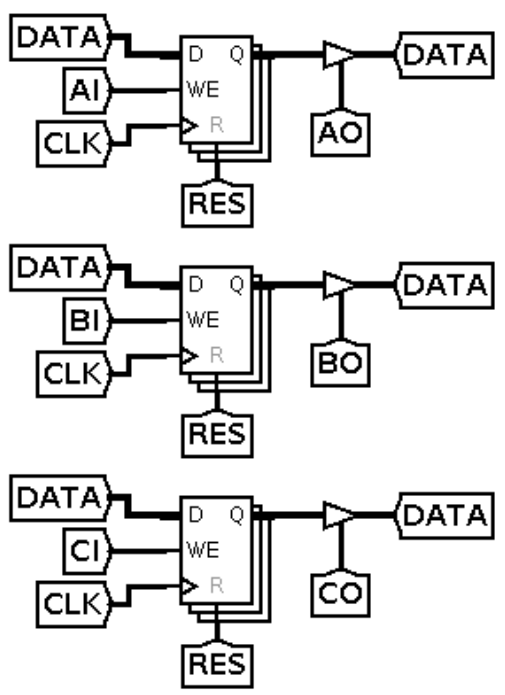 DATA
D Q
DATA
AI
WE
CLK
R
AO
RES
DATA
D Q
DATA
BI
WE
CLK
R
BO
RES
DATA
D Q
DATA
CI
WE
CLK
R
CO
RES